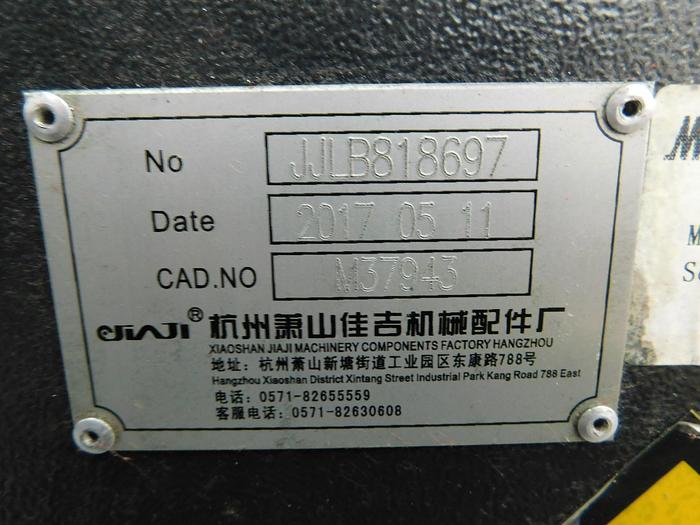 No JJLB818697
Date 2017 05 11
CAD.NO M37943
JIAJI® 杭州萧山佳吉机械配件厂
XIAOSHAN JIAJI MACHINERY COMPONENTS FACTORY HANGZHOU
地址: 杭州萧山新塘街道工业园区东康路788号
Hangzhou Xiaoshan District Xintang Street Industrial Park Kang Road 788 East
电话: 0571-82655559
客服电话: 0571-82630608